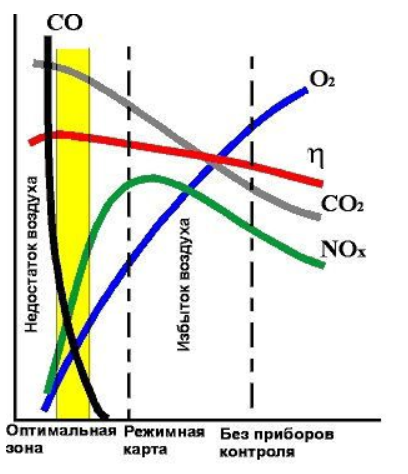 CO
O₂
η
CO₂
NOₓ
Недостаток воздуха
Избыток воздуха
Оптимальная зона
Режимная карта
Без приборов контроля